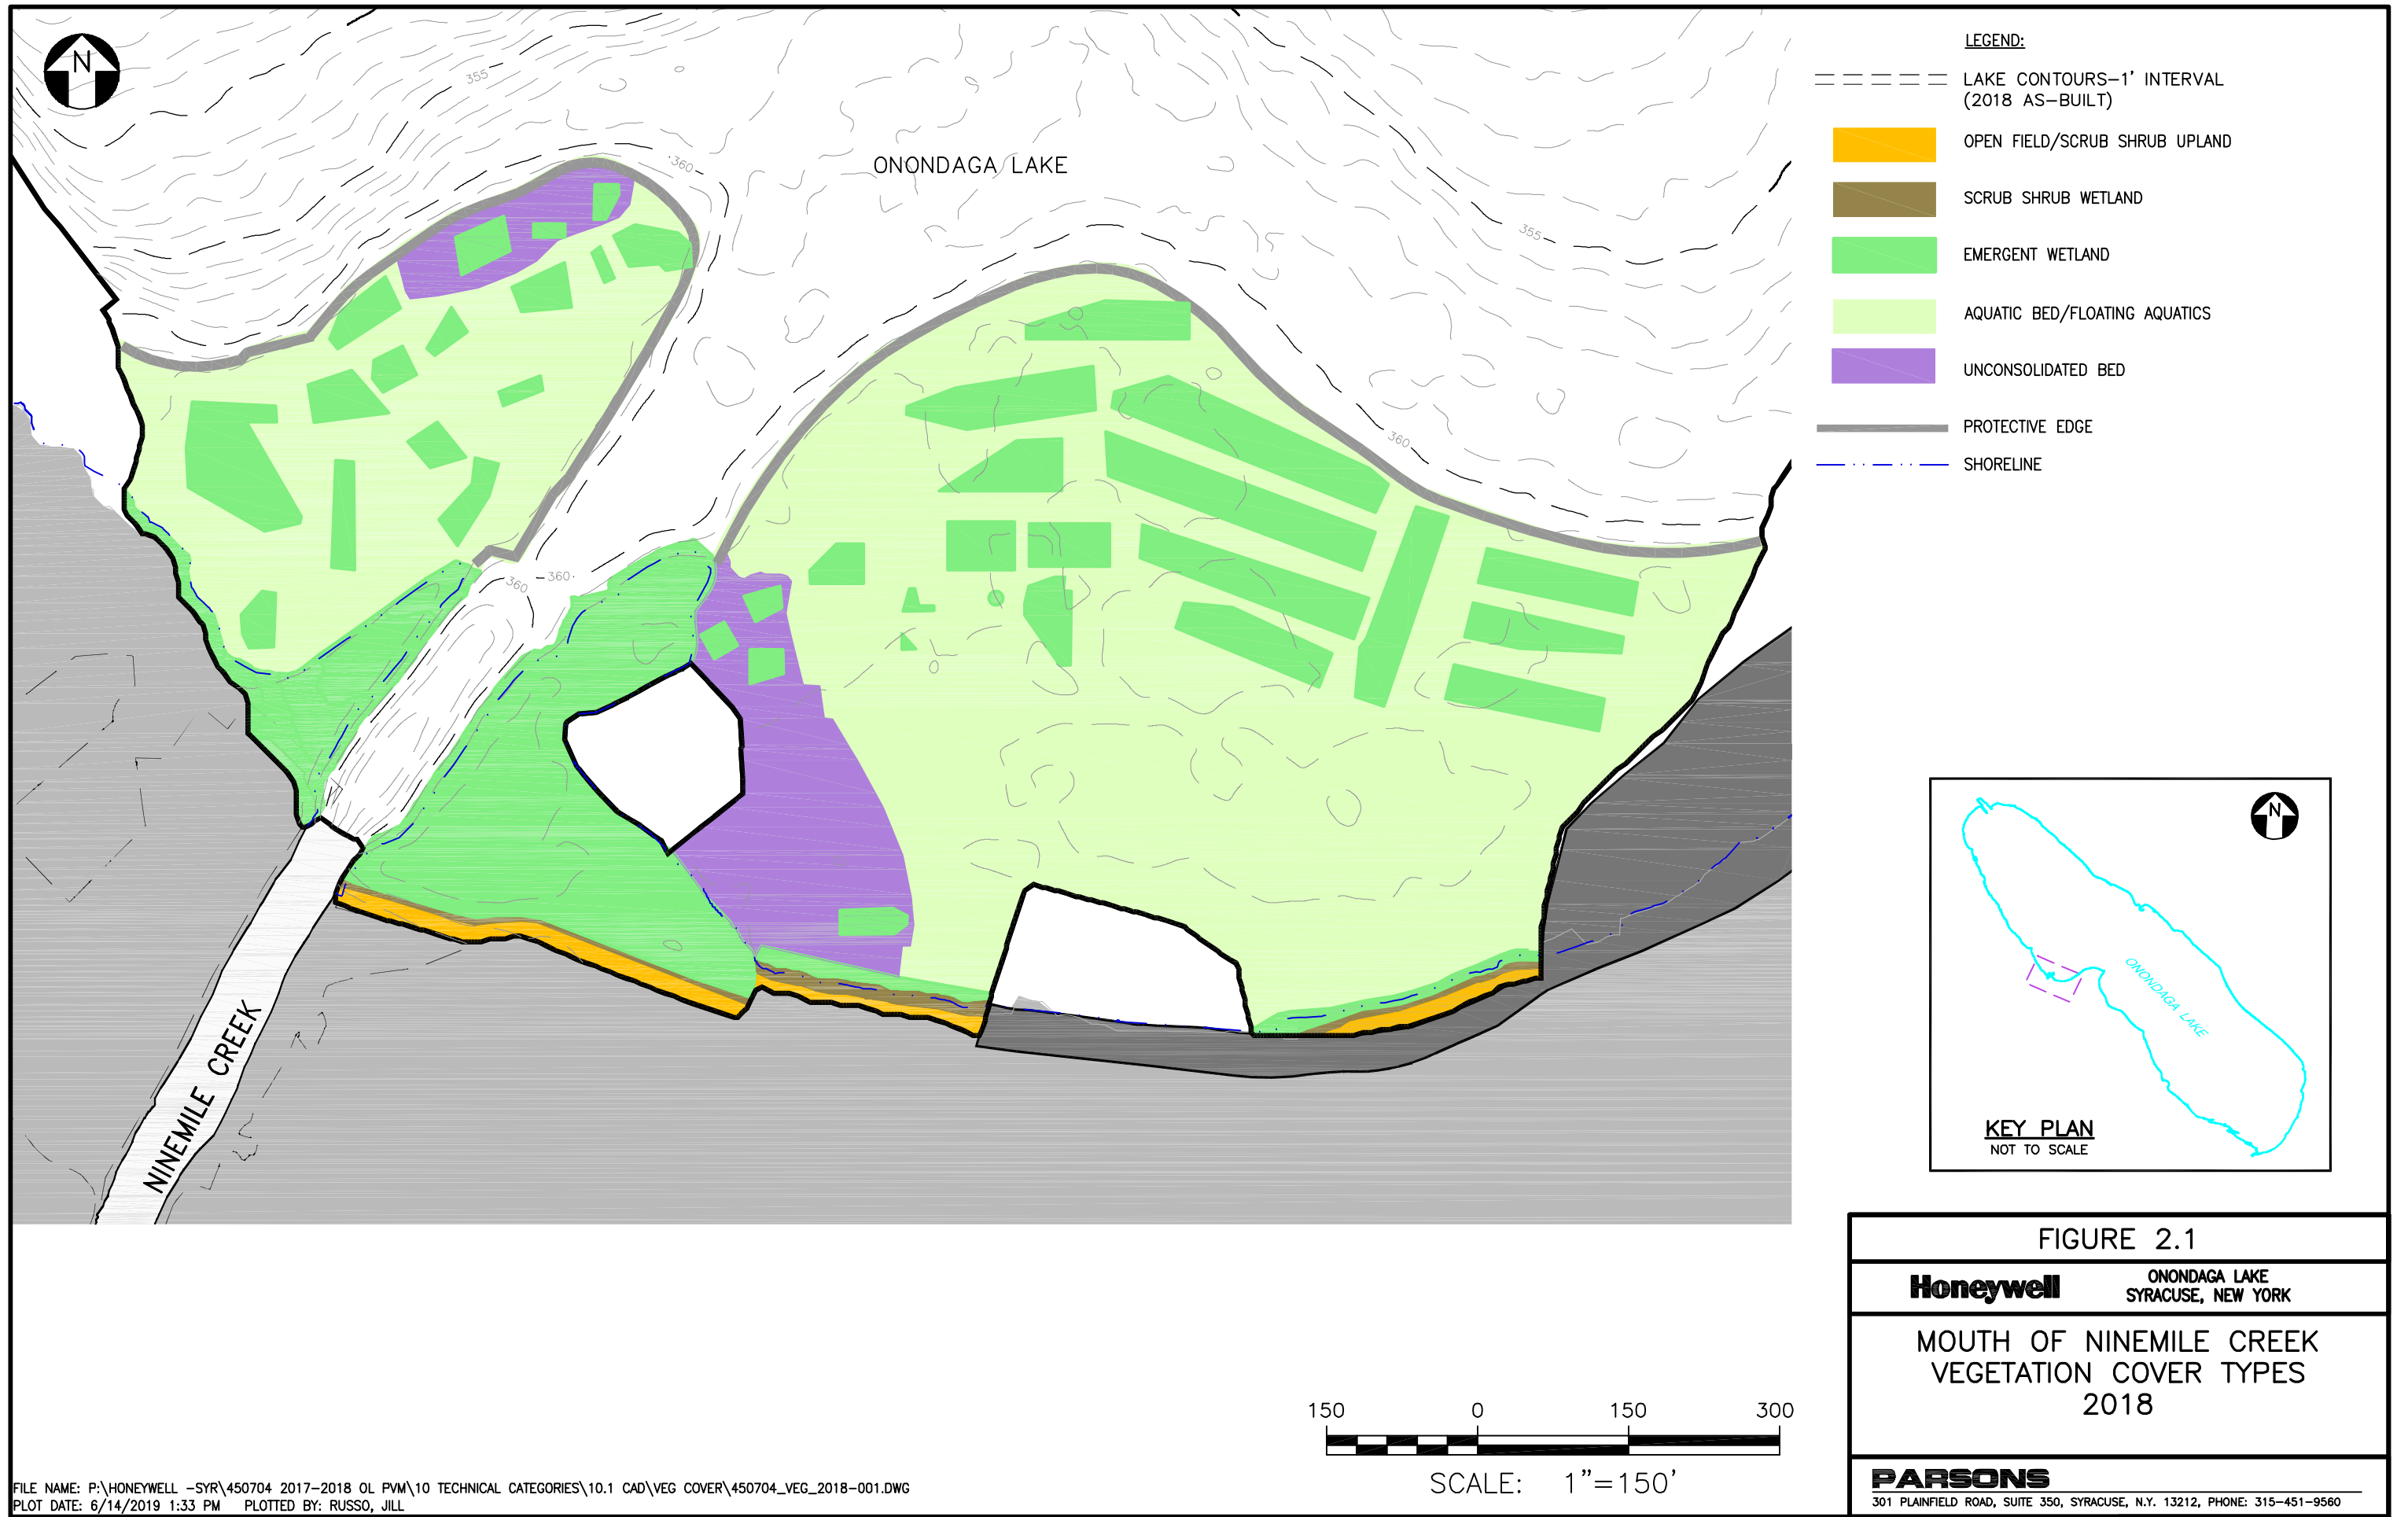 N
355
360
ONONDAGA LAKE
355
360
360
360
NINEMILE CREEK
LEGEND:
LAKE CONTOURS-1' INTERVAL
(2018 AS-BUILT)
OPEN FIELD/SCRUB SHRUB UPLAND
SCRUB SHRUB WETLAND
EMERGENT WETLAND
AQUATIC BED/FLOATING AQUATICS
UNCONSOLIDATED BED
PROTECTIVE EDGE
SHORELINE
N
ONONDAGA LAKE
KEY PLAN
NOT TO SCALE
150 0 150 300
SCALE: 1"=150'
FIGURE 2.1
Honeywell
ONONDAGA LAKE
SYRACUSE, NEW YORK
MOUTH OF NINEMILE CREEK
VEGETATION COVER TYPES
2018
PARSONS
301 PLAINFIELD ROAD, SUITE 350, SYRACUSE, N.Y. 13212, PHONE: 315-451-9560
FILE NAME: P:\HONEYWELL -SYR\450704 2017-2018 OL PVM\10 TECHNICAL CATEGORIES\10.1 CAD\VEG COVER\450704_VEG_2018-001.DWG
PLOT DATE: 6/14/2019 1:33 PM PLOTTED BY: RUSSO, JILL